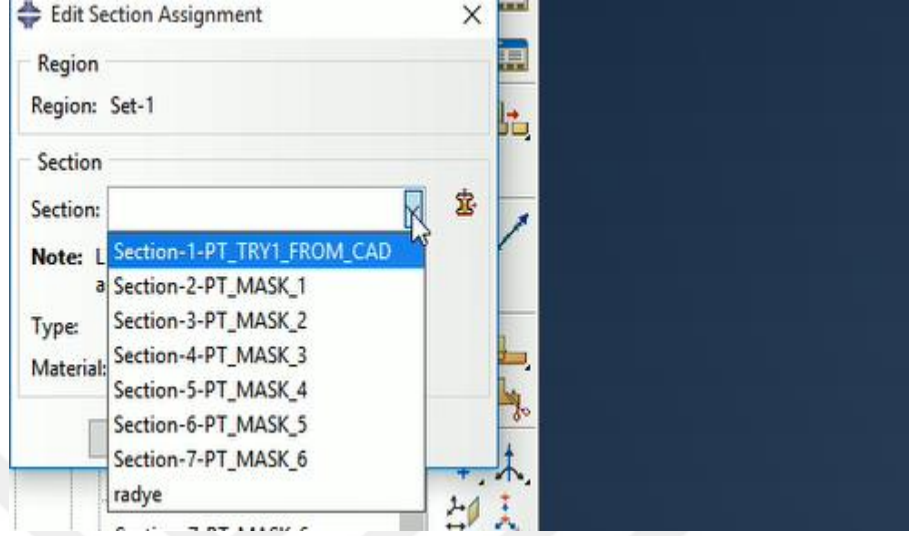 Edit Section Assignment
Region
Region: Set-1
Section
Section:
Note: L
a
Type:
Material:
Section-1-PT_TRY1_FROM_CAD
Section-2-PT_MASK_1
Section-3-PT_MASK_2
Section-4-PT_MASK_3
Section-5-PT_MASK_4
Section-6-PT_MASK_5
Section-7-PT_MASK_6
radye